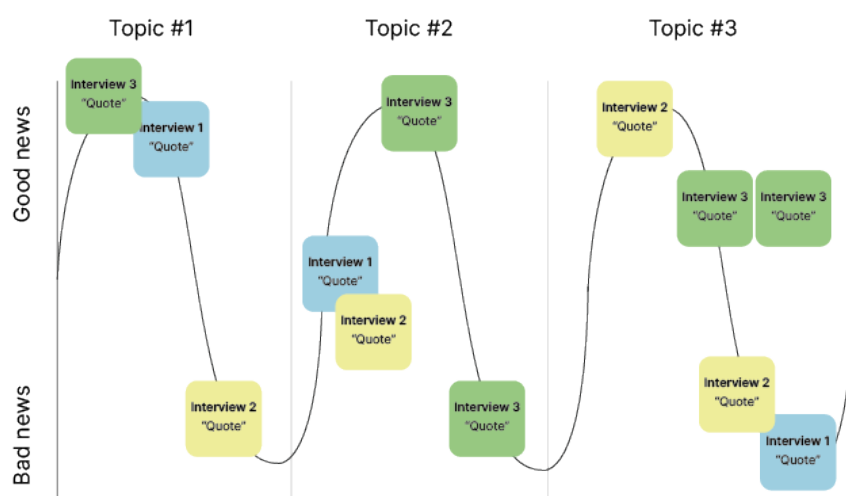 Topic #1
Topic #2
Topic #3
Good news
Bad news
Interview 3
“Quote”
Interview 1
“Quote”
Interview 2
“Quote”
Interview 3
“Quote”
Interview 1
“Quote”
Interview 2
“Quote”
Interview 3
“Quote”
Interview 2
“Quote”
Interview 3
“Quote”
Interview 3
“Quote”
Interview 2
“Quote”
Interview 1
“Quote”